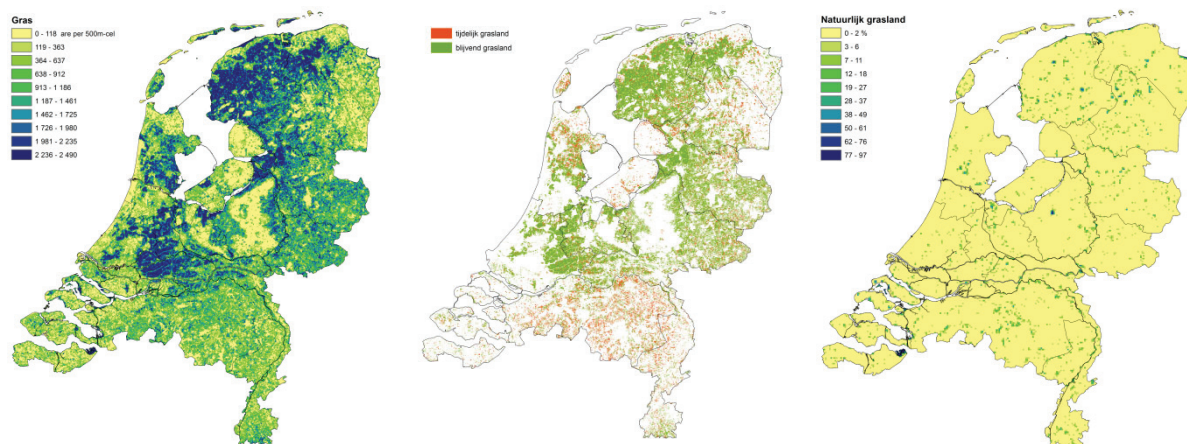 Gras
0 - 118 are per 500m-cel
119 - 363
364 - 637
638 - 912
913 - 1 186
1 187 - 1 461
1 462 - 1 725
1 726 - 1 980
1 981 - 2 235
2 236 - 2 490
tijdelijk grasland
blijvend grasland
Natuurlijk grasland
0 - 2 %
3 - 6
7 - 11
12 - 18
19 - 27
28 - 37
38 - 49
50 - 61
62 - 76
77 - 97